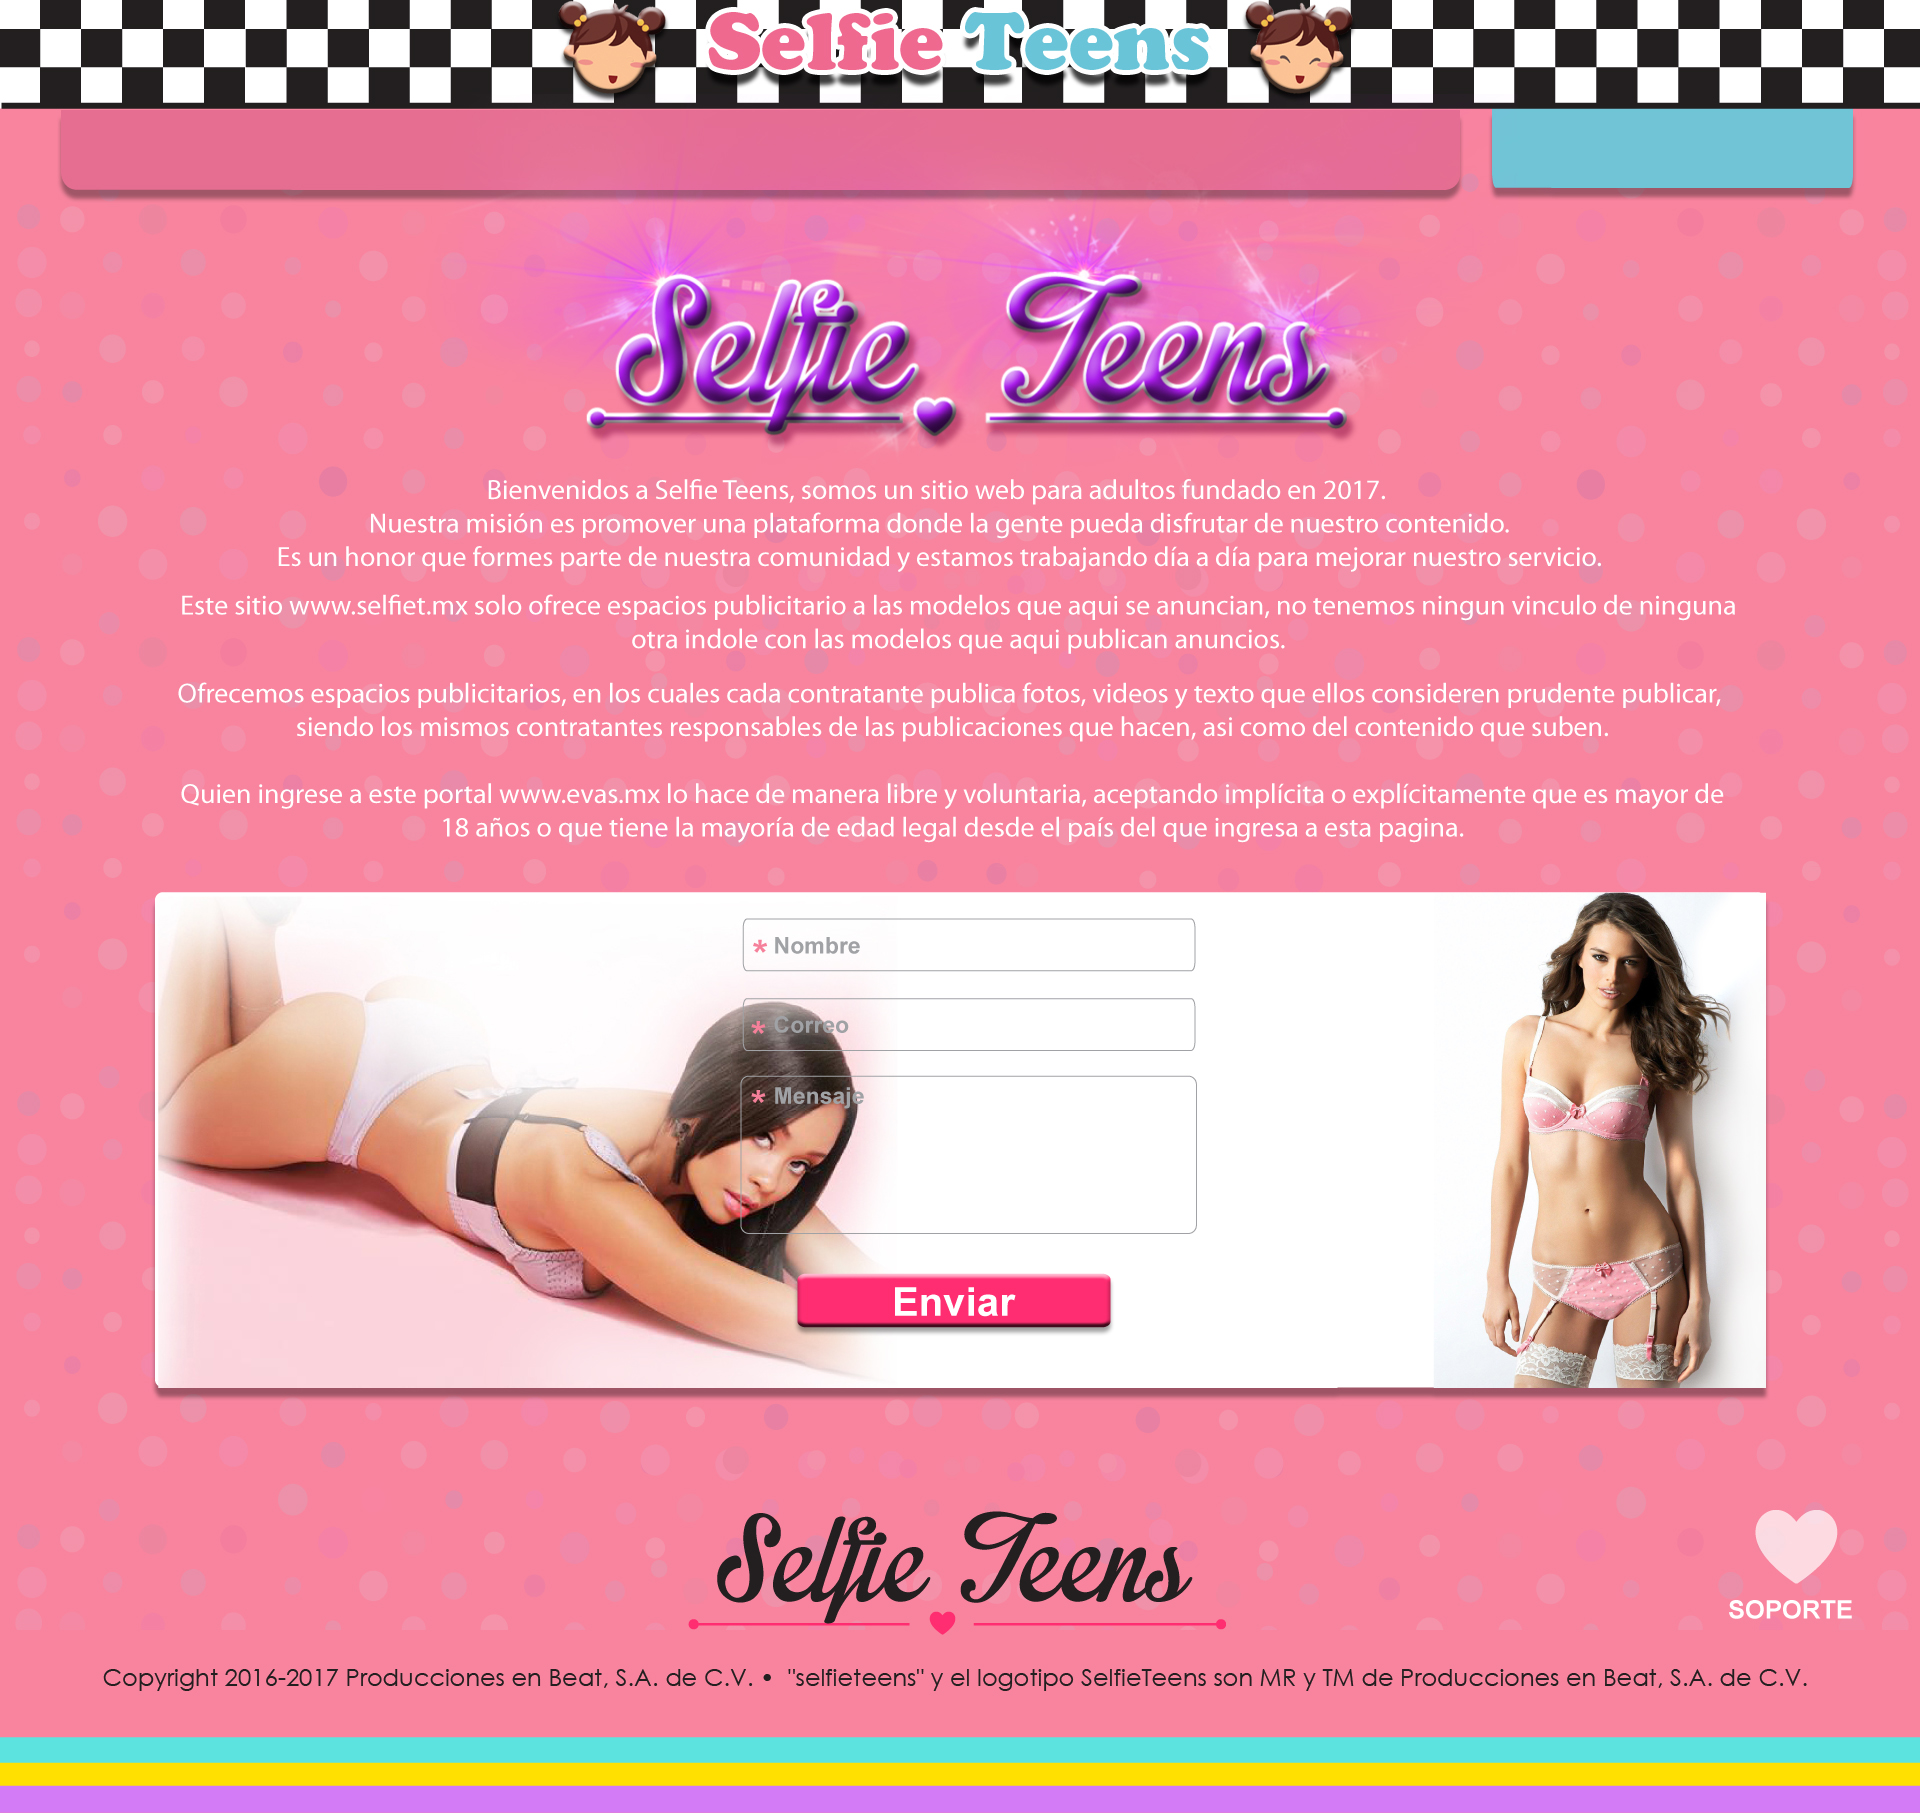 Selfie Teens
Selfie Teens
Bienvenidos a Selfie Teens, somos un sitio web para adultos fundado en 2017.
Nuestra misión es promover una plataforma donde la gente pueda disfrutar de nuestro contenido.
Es un honor que formes parte de nuestra comunidad y estamos trabajando día a día para mejorar nuestro servicio.
Este sitio www.selfiet.mx solo ofrece espacios publicitario a las modelos que aqui se anuncian, no tenemos ningun vinculo de ninguna
otra indole con las modelos que aqui publican anuncios.
Ofrecemos espacios publicitarios, en los cuales cada contratante publica fotos, videos y texto que ellos consideren prudente publicar,
siendo los mismos contratantes responsables de las publicaciones que hacen, asi como del contenido que suben.
Quien ingrese a este portal www.evas.mx lo hace de manera libre y voluntaria, aceptando implícita o explícitamente que es mayor de
18 años o que tiene la mayoría de edad legal desde el país del que ingresa a esta pagina.
* Nombre
* Correo
* Mensaje
Enviar
Selfie Teens
SOPORTE
Copyright 2016-2017 Producciones en Beat, S.A. de C.V. • "selfieteens" y el logotipo SelfieTeens son MR y TM de Producciones en Beat, S.A. de C.V.